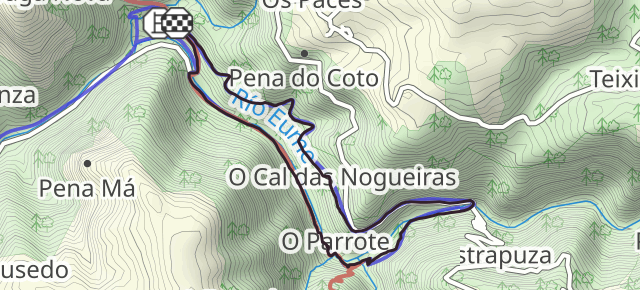 Os Paces
Pena do Coto
Teixi
nza
Río Eume
O Cal das Nogueiras
Pena Má
O Parrote
strapuza
usedo